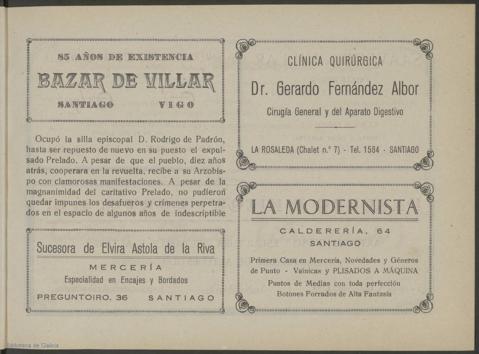 85 AÑOS DE EXISTENCIA
BAZAR DE VILLAR
SANTIAGO VIGO
Ocupó la silla episcopal D. Rodrigo de Padrón,
hasta ser repuesto de nuevo en su puesto el expul-
sado Prelado. A pesar de que el pueblo, diez años
atrás, cooperara en la revuelta, recibe a su Arzobis-
po con clamorosas manifestaciones. A pesar de la
magnanimidad del caritativo Prelado, no pudieron
quedar impunes los desafueros y crímenes perpetra-
dos en el espacio de algunos años de indescriptible
Sucesora de Elvira Astola de la Riva
MERCERÍA
Especialidad en Encajes y Bordados
PREGUNTOIRO, 36 SANTIAGO
CLÍNICA QUIRÚRGICA
Dr. Gerardo Fernández Albor
Cirugía General y del Aparato Digestivo
LA ROSALEDA (Chalet n.º 7) - Tel. 1584 - SANTIAGO
LA MODERNISTA
CALDERERÍA, 64
SANTIAGO
Primera Casa en Mercería, Novedades y Géneros
de Punto - Vainicas y PLISADOS A MÁQUINA
Puntos de Medias con toda perfección
Botones Forrados de Alta Fantasía
Biblioteca de Galicia